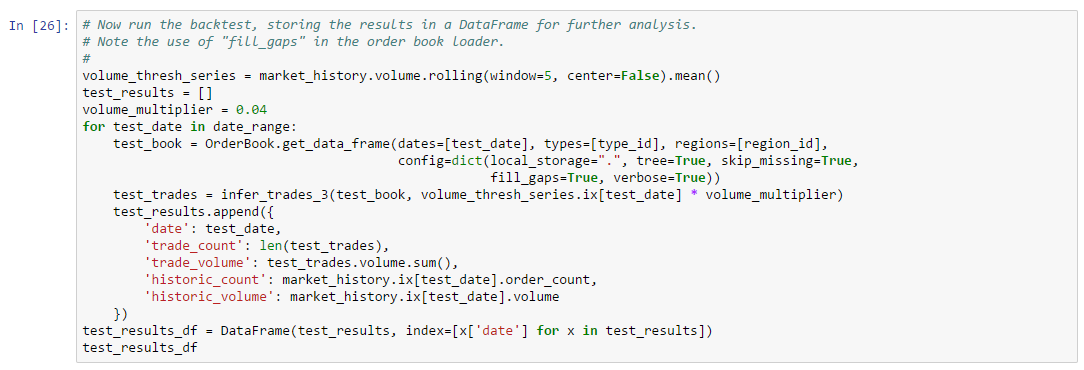 In [26]: # Now run the backtest, storing the results in a DataFrame for further analysis.
# Note the use of "fill_gaps" in the order book loader.
#
volume_thresh_series = market_history.volume.rolling(window=5, center=False).mean()
test_results = []
volume_multiplier = 0.04
for test_date in date_range:
    test_book = OrderBook.get_data_frame(dates=[test_date], types=[type_id], regions=[region_id],
                                         config=dict(local_storage=".", tree=True, skip_missing=True,
                                                     fill_gaps=True, verbose=True))
    test_trades = infer_trades_3(test_book, volume_thresh_series.ix[test_date] * volume_multiplier)
    test_results.append({
        'date': test_date,
        'trade_count': len(test_trades),
        'trade_volume': test_trades.volume.sum(),
        'historic_count': market_history.ix[test_date].order_count,
        'historic_volume': market_history.ix[test_date].volume
    })
test_results_df = DataFrame(test_results, index=[x['date'] for x in test_results])
test_results_df